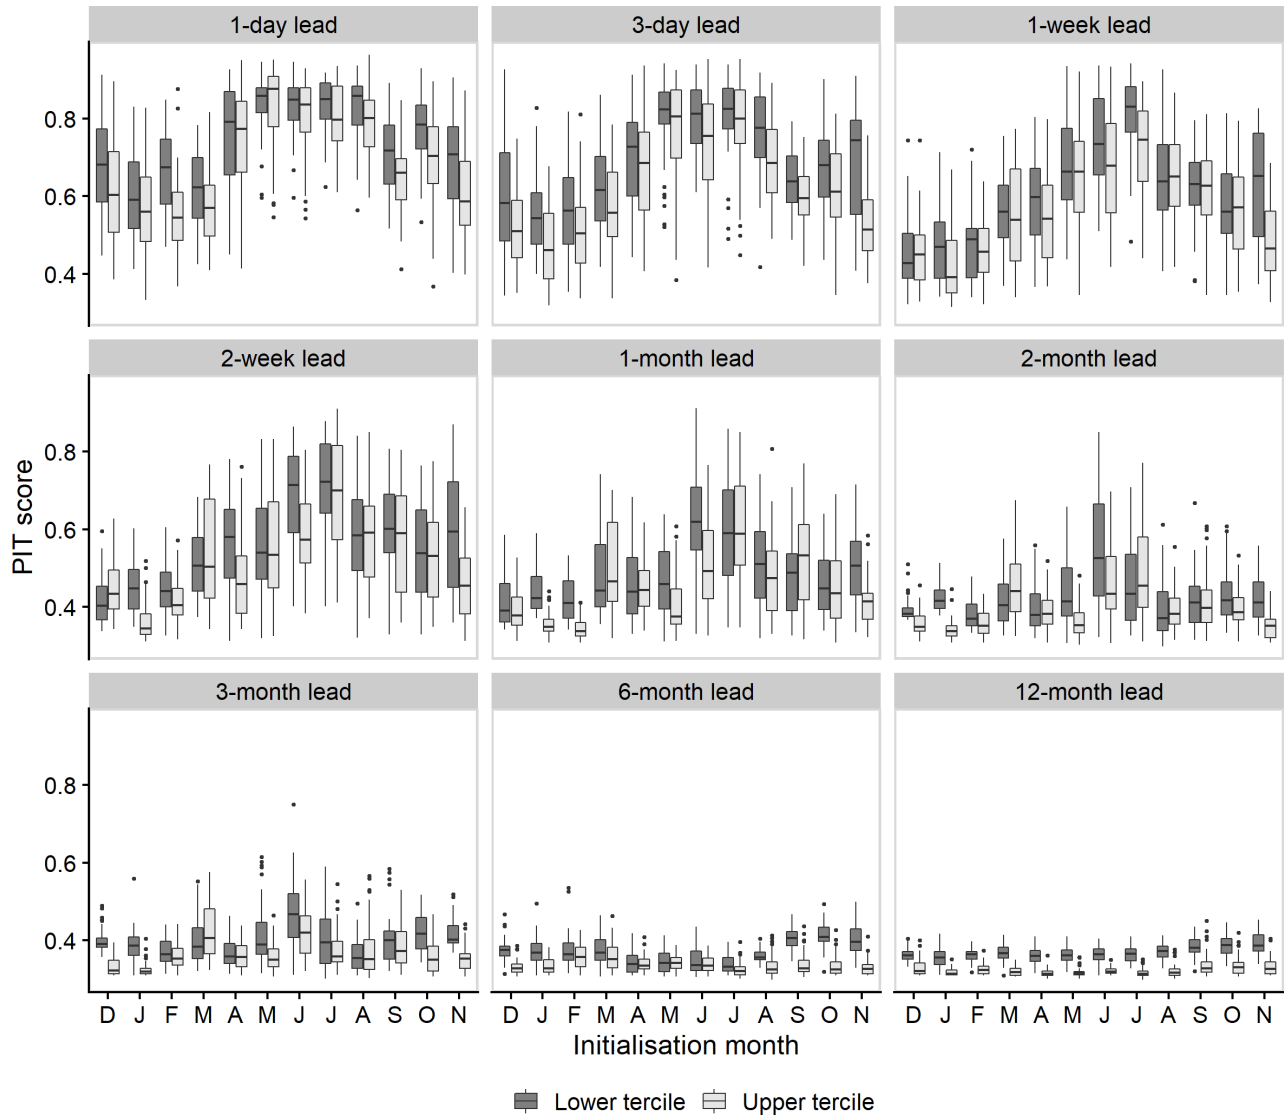 1-day lead
3-day lead
1-week lead
0.8
0.6
0.4
2-week lead
1-month lead
2-month lead
0.8
0.6
0.4
PIT score
3-month lead
6-month lead
12-month lead
0.8
0.6
0.4
D J F M A M J J A S O N
D J F M A M J J A S O N
D J F M A M J J A S O N
Initialisation month
Lower tercile Upper tercile